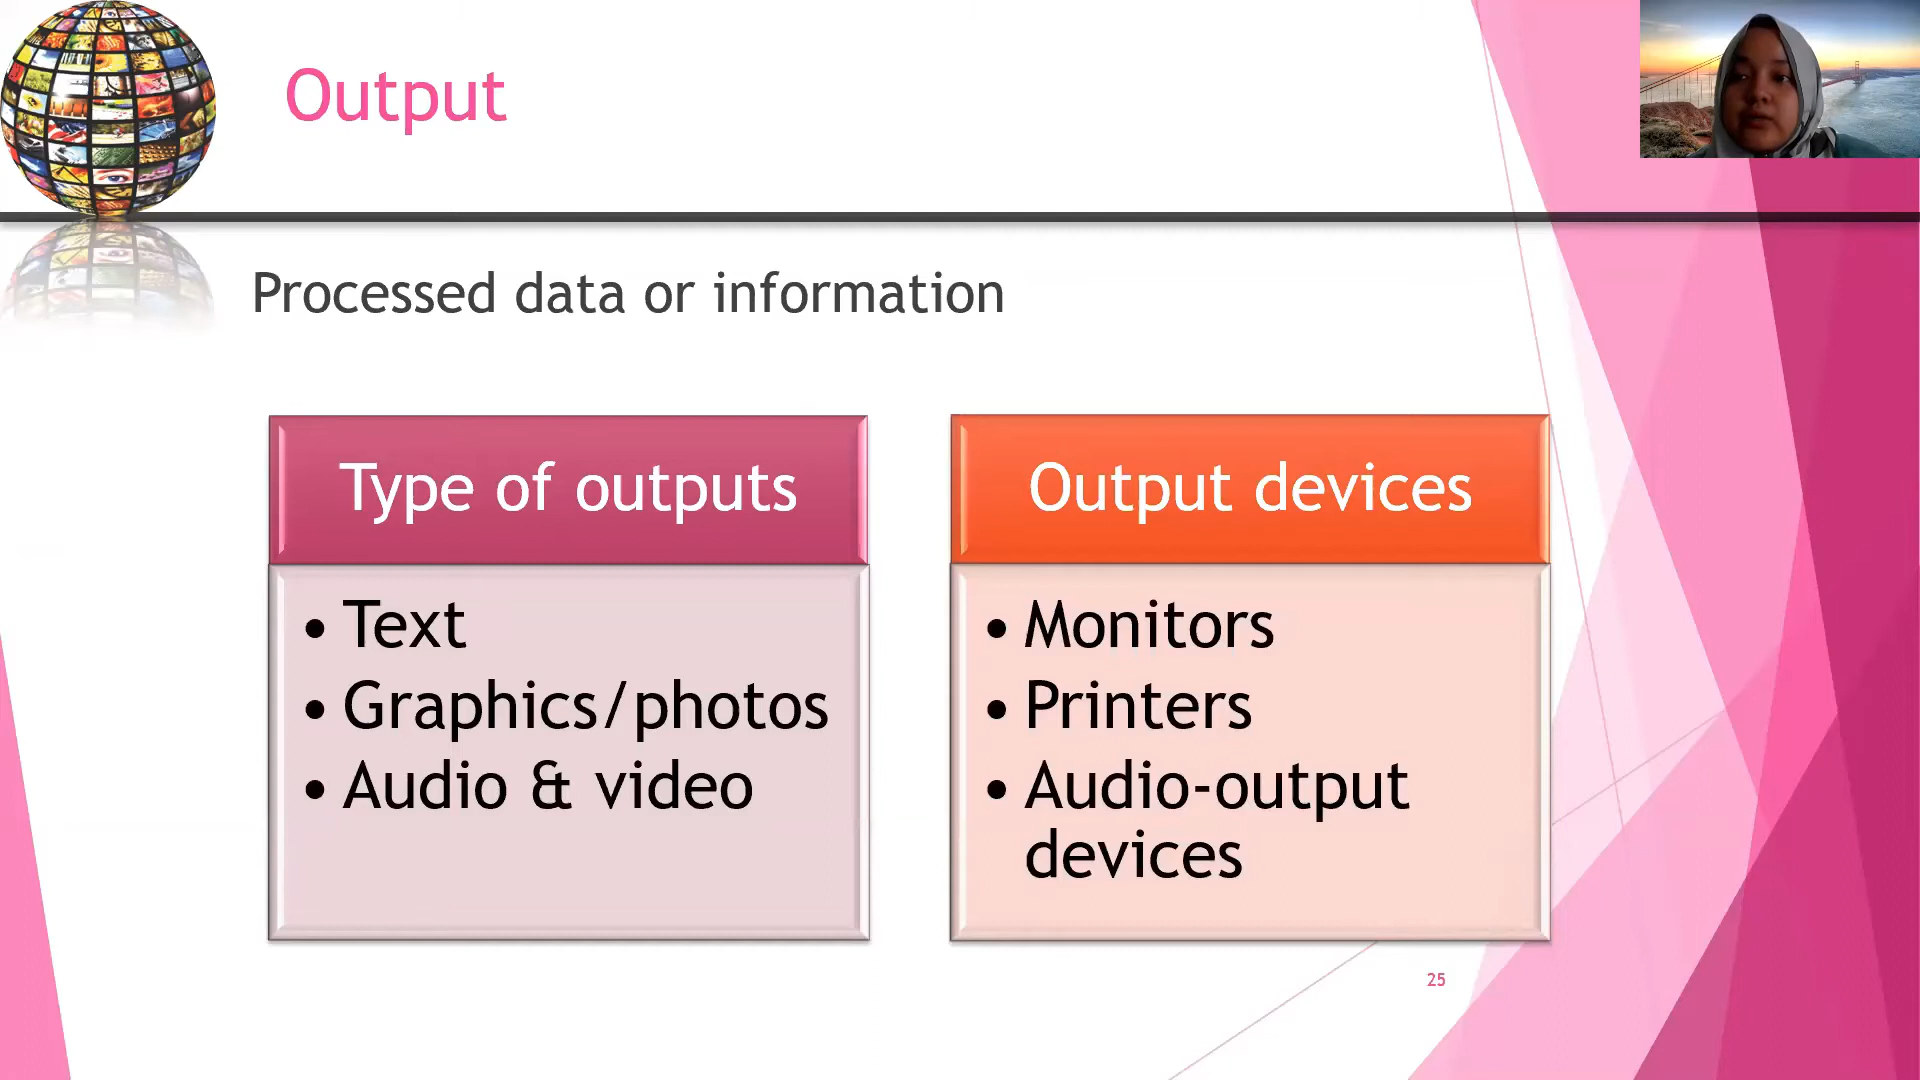 Output
Processed data or information
Type of outputs
• Text
• Graphics/photos
• Audio & video
Output devices
• Monitors
• Printers
• Audio-output
devices
25